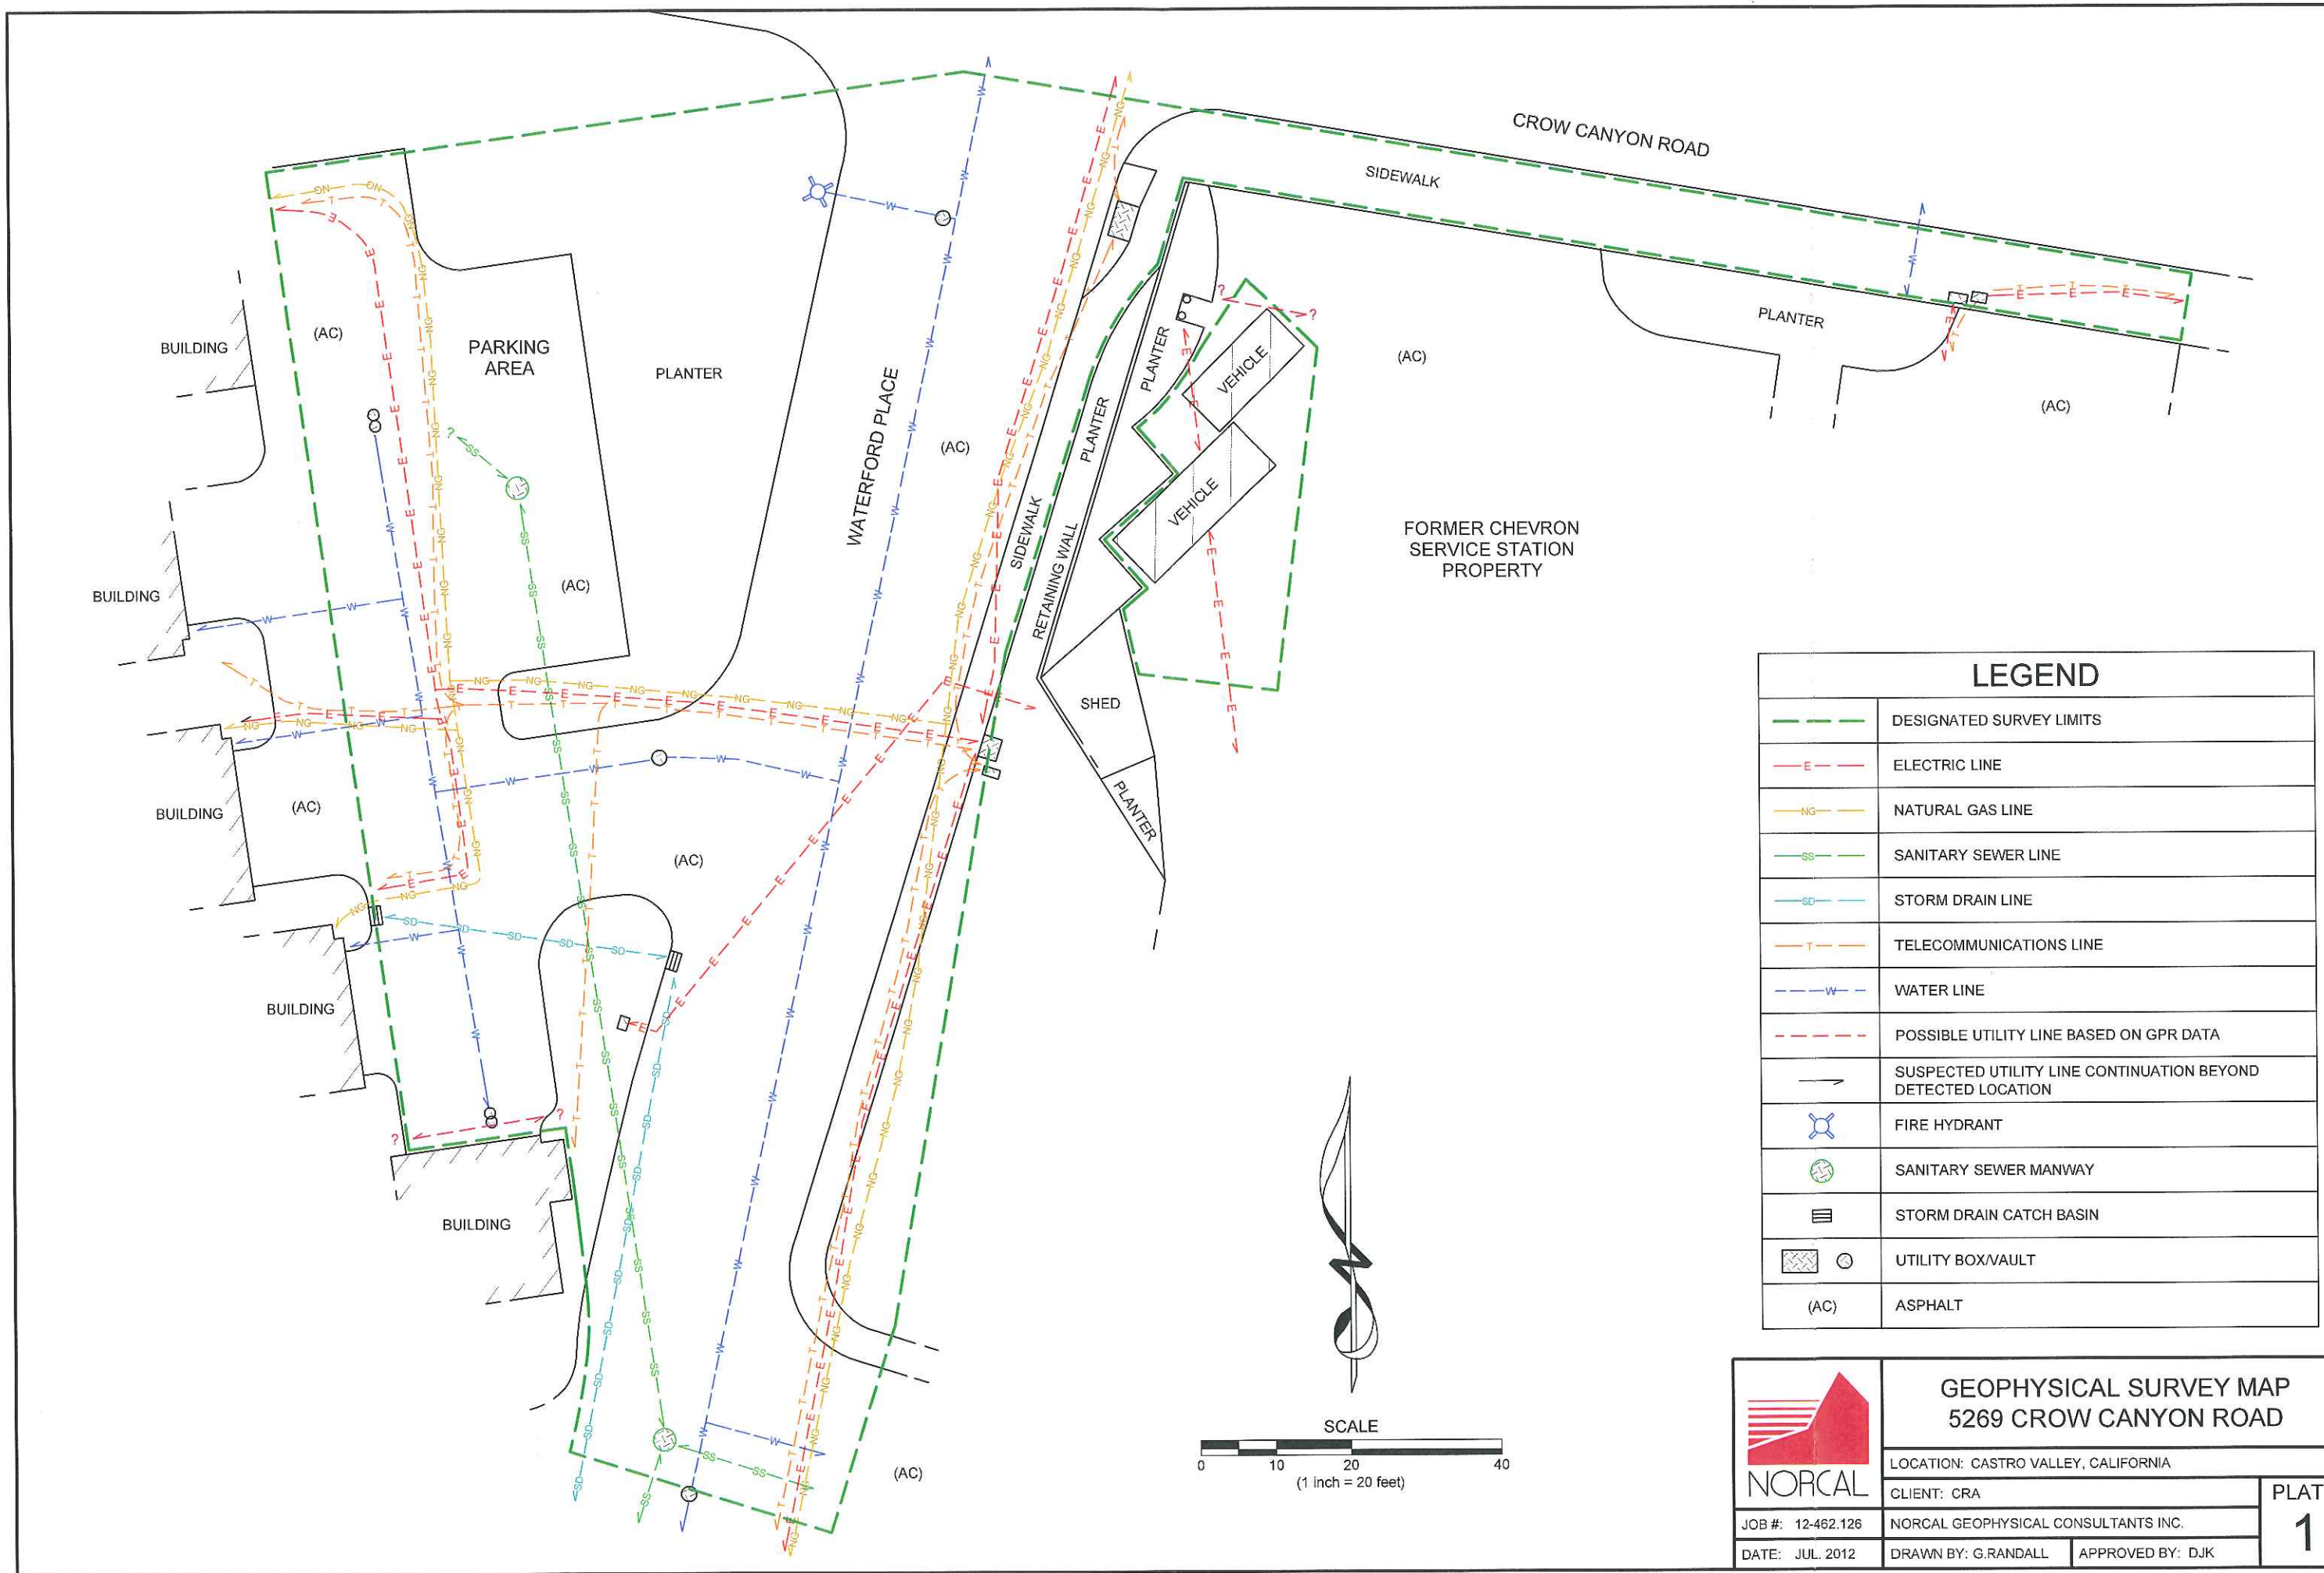 CROW CANYON ROAD
SIDEWALK
BUILDING
(AC)
PARKING
AREA
PLANTER
WATERFORD PLACE
(AC)
SIDEWALK
PLANTER
PLANTER
RETAINING WALL
VEHICLE
VEHICLE
(AC)
PLANTER
(AC)
FORMER CHEVRON
SERVICE STATION
PROPERTY
BUILDING
(AC)
SHED
PLANTER
BUILDING
(AC)
(AC)
BUILDING
BUILDING
(AC)
SCALE
0 10 20 40
(1 inch = 20 feet)
LEGEND
DESIGNATED SURVEY LIMITS
E ELECTRIC LINE
NG NATURAL GAS LINE
SS SANITARY SEWER LINE
SD STORM DRAIN LINE
T TELECOMMUNICATIONS LINE
W WATER LINE
POSSIBLE UTILITY LINE BASED ON GPR DATA
SUSPECTED UTILITY LINE CONTINUATION BEYOND
DETECTED LOCATION
FIRE HYDRANT
SANITARY SEWER MANWAY
STORM DRAIN CATCH BASIN
UTILITY BOX/VAULT
(AC) ASPHALT
NORCAL
GEOPHYSICAL SURVEY MAP
5269 CROW CANYON ROAD
LOCATION: CASTRO VALLEY, CALIFORNIA
CLIENT: CRA
PLAT
1
JOB #: 12-462.126
NORCAL GEOPHYSICAL CONSULTANTS INC.
DATE: JUL. 2012
DRAWN BY: G.RANDALL
APPROVED BY: DJK